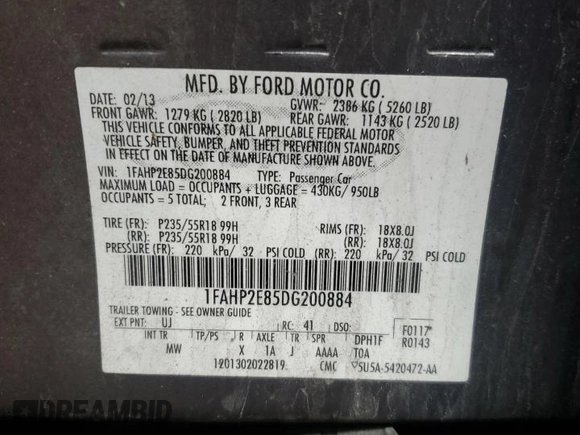 MFD. BY FORD MOTOR CO.
DATE: 02/13 GVWR: 2386 KG ( 5260 LB)
FRONT GAWR: 1279 KG ( 2820 LB) REAR GAWR: 1143 KG ( 2520 LB)
THIS VEHICLE CONFORMS TO ALL APPLICABLE FEDERAL MOTOR
VEHICLE SAFETY, BUMPER, AND THEFT PREVENTION STANDARDS
IN EFFECT ON THE DATE OF MANUFACTURE SHOWN ABOVE.
VIN: 1FAHP2E85DG200884 TYPE: Passenger Car
MAXIMUM LOAD = OCCUPANTS + LUGGAGE = 430KG/ 950LB
OCCUPANTS = 5 TOTAL; 2 FRONT, 3 REAR
TIRE (FR): P235/55R18 99H RIMS (FR): 18X8.0J
(RR): P235/55R18 99H (RR): 18X8.0J
PRESSURE (FR): 220 kPa/ 32 PSI COLD (RR): 220 kPa/ 32 PSI COLD
1FAHP2E85DG200884
TRAILER TOWING - SEE OWNER GUIDE
EXT PNT: UJ RC: 41 DSO: F0117
INT TR TP/PS R AXLE TR SPR DPH1F R0143
MW X 1A J AAAA TOA
1201302022819 CMC 5U5A-5420472-AA
DREAMBID